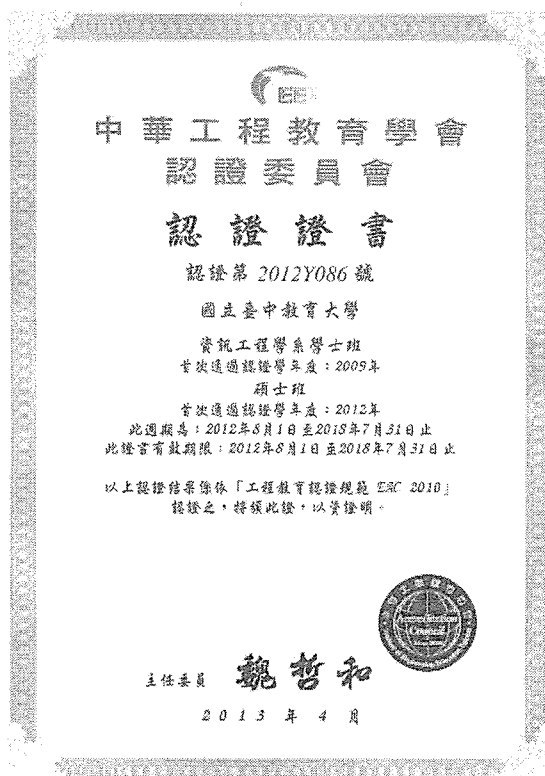 中華工程教育學會
認證委員會
認證證書
認證第 2012Y086 號
國立臺中教育大學
資訊工程學系學士班
首次通過認證學年度：2009年
碩士班
首次通過認證學年度：2012年
此週期為：2012年8月1日至2018年7月31日止
此證書有效期限：2012年8月1日至2018年7月31日止
以上認證結果係依「工程教育認證規範 EAC 2010」
認證之，特頒此證，以資證明。
Accreditation
Council
主任委員 魏哲和
2013 年 4 月